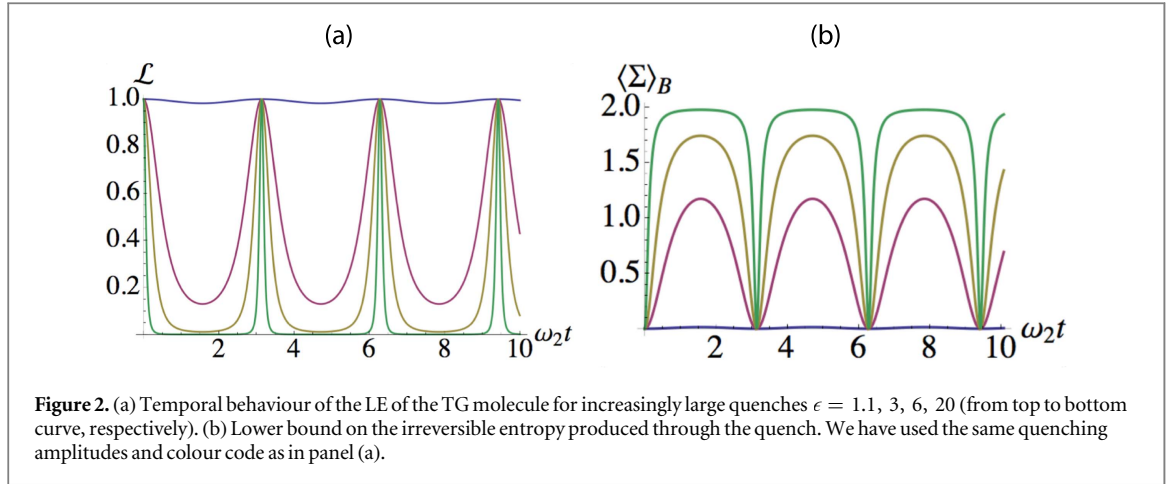 (a)
(b)
ℒ
1.0
0.8
0.6
0.4
0.2
2 4 6 8 10 ω₂t
⟨Σ⟩_B
2.0
1.5
1.0
0.5
2 4 6 8 10 ω₂t
Figure 2. (a) Temporal behaviour of the LE of the TG molecule for increasingly large quenches ϵ = 1.1, 3, 6, 20 (from top to bottom
curve, respectively). (b) Lower bound on the irreversible entropy produced through the quench. We have used the same quenching
amplitudes and colour code as in panel (a).